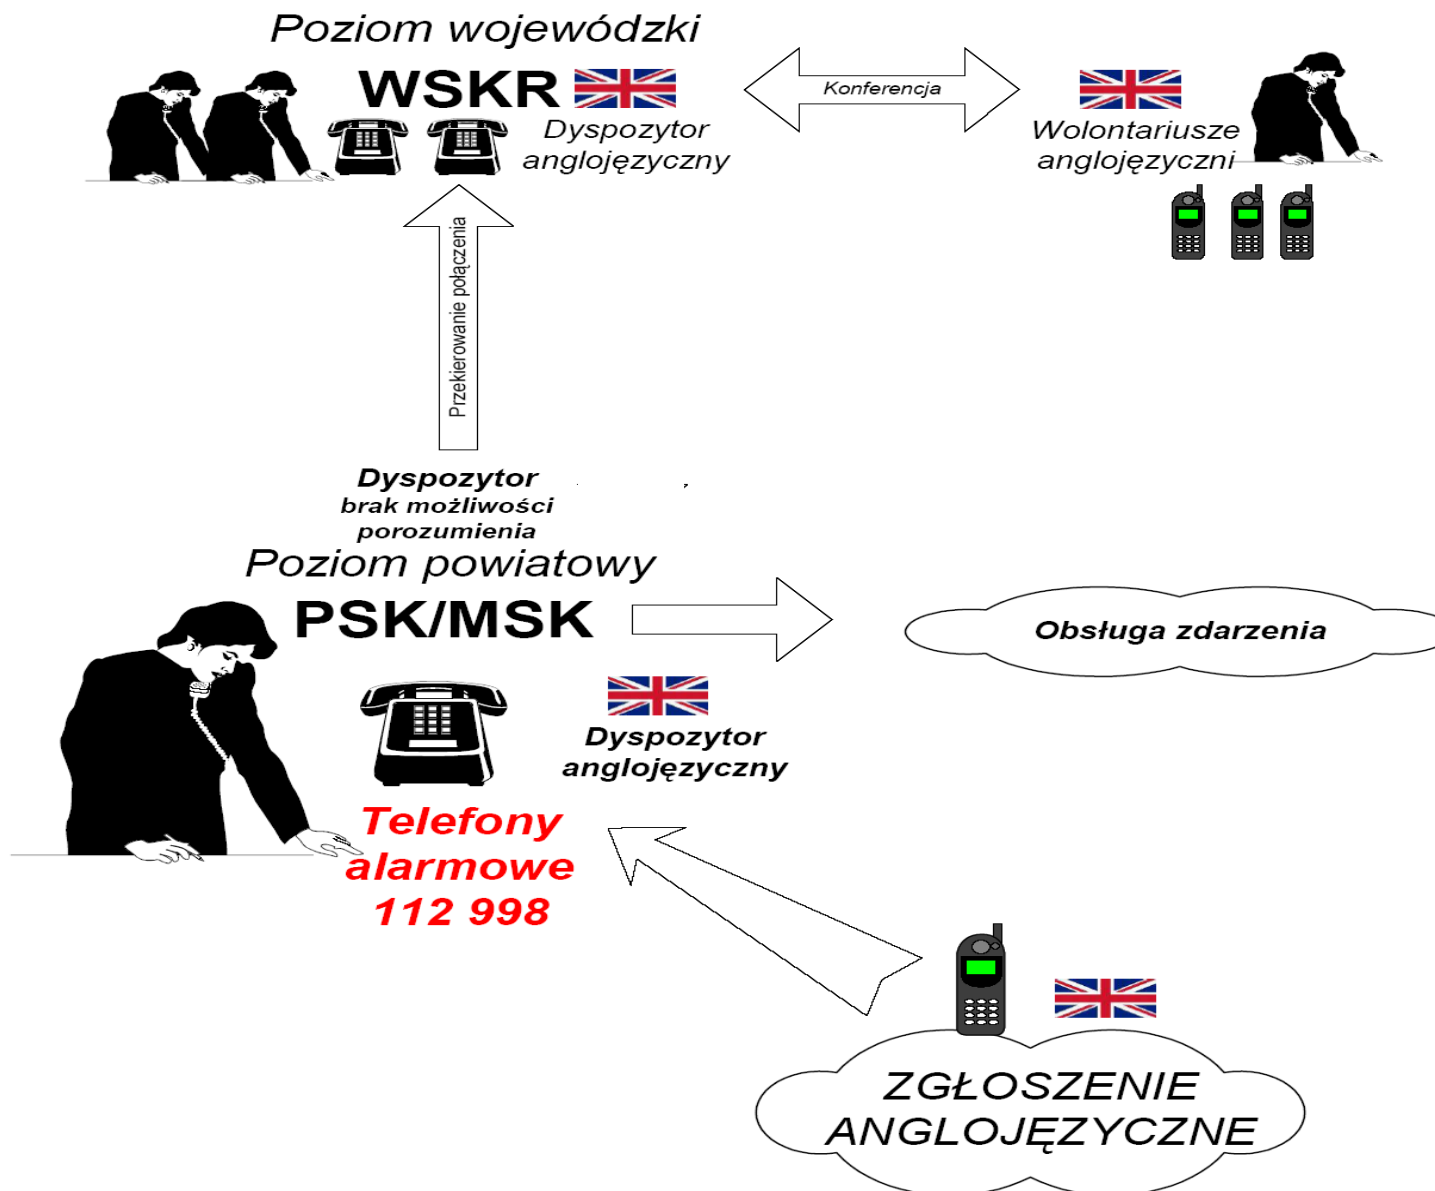 Poziom wojewódzki
WSKR
Dyspozytor
anglojęzyczny
Konferencja
Wolontariusze
anglojęzyczni
Przekierowanie połączenia
Dyspozytor
brak możliwości
porozumienia
Poziom powiatowy
PSK/MSK
Obsługa zdarzenia
Dyspozytor
anglojęzyczny
Telefony
alarmowe
112 998
ZGŁOSZENIE
ANGLOJĘZYCZNE